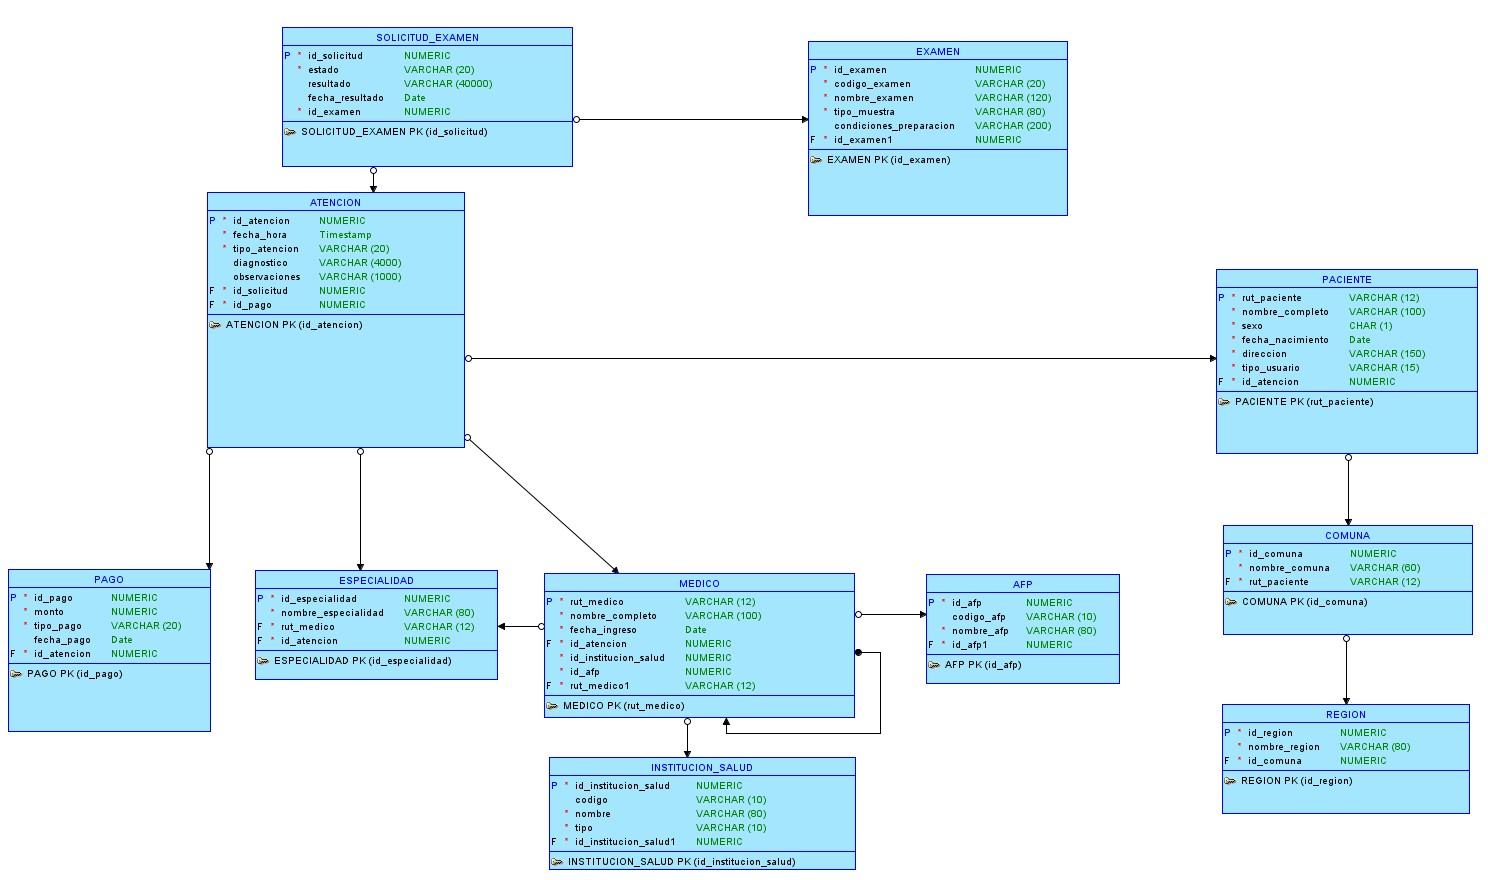 SOLICITUD_EXAMEN
P * id_solicitud NUMERIC
* estado VARCHAR (20)
resultado VARCHAR (40000)
fecha_resultado Date
* id_examen NUMERIC
SOLICITUD_EXAMEN PK (id_solicitud)
EXAMEN
P * id_examen NUMERIC
* codigo_examen VARCHAR (20)
* nombre_examen VARCHAR (120)
* tipo_muestra VARCHAR (80)
condiciones_preparacion VARCHAR (200)
F * id_examen1 NUMERIC
EXAMEN PK (id_examen)
ATENCION
P * id_atencion NUMERIC
* fecha_hora Timestamp
* tipo_atencion VARCHAR (20)
diagnostico VARCHAR (4000)
observaciones VARCHAR (1000)
F * id_solicitud NUMERIC
F * id_pago NUMERIC
ATENCION PK (id_atencion)
PACIENTE
P * rut_paciente VARCHAR (12)
* nombre_completo VARCHAR (100)
* sexo CHAR (1)
* fecha_nacimiento Date
* direccion VARCHAR (150)
* tipo_usuario VARCHAR (15)
F * id_atencion NUMERIC
PACIENTE PK (rut_paciente)
COMUNA
P * id_comuna NUMERIC
* nombre_comuna VARCHAR (60)
F * rut_paciente VARCHAR (12)
COMUNA PK (id_comuna)
PAGO
P * id_pago NUMERIC
* monto NUMERIC
* tipo_pago VARCHAR (20)
fecha_pago Date
F * id_atencion NUMERIC
PAGO PK (id_pago)
ESPECIALIDAD
P * id_especialidad NUMERIC
* nombre_especialidad VARCHAR (80)
F * rut_medico VARCHAR (12)
F * id_atencion NUMERIC
ESPECIALIDAD PK (id_especialidad)
MEDICO
P * rut_medico VARCHAR (12)
* nombre_completo VARCHAR (100)
* fecha_ingreso Date
F * id_atencion NUMERIC
* id_institucion_salud NUMERIC
* id_afp NUMERIC
F * rut_medico1 VARCHAR (12)
MEDICO PK (rut_medico)
AFP
P * id_afp NUMERIC
codigo_afp VARCHAR (10)
* nombre_afp VARCHAR (80)
F * id_afp1 NUMERIC
AFP PK (id_afp)
REGION
P * id_region NUMERIC
* nombre_region VARCHAR (80)
F * id_comuna NUMERIC
REGION PK (id_region)
INSTITUCION_SALUD
P * id_institucion_salud NUMERIC
codigo VARCHAR (10)
* nombre VARCHAR (80)
* tipo VARCHAR (10)
F * id_institucion_salud1 NUMERIC
INSTITUCION_SALUD PK (id_institucion_salud)